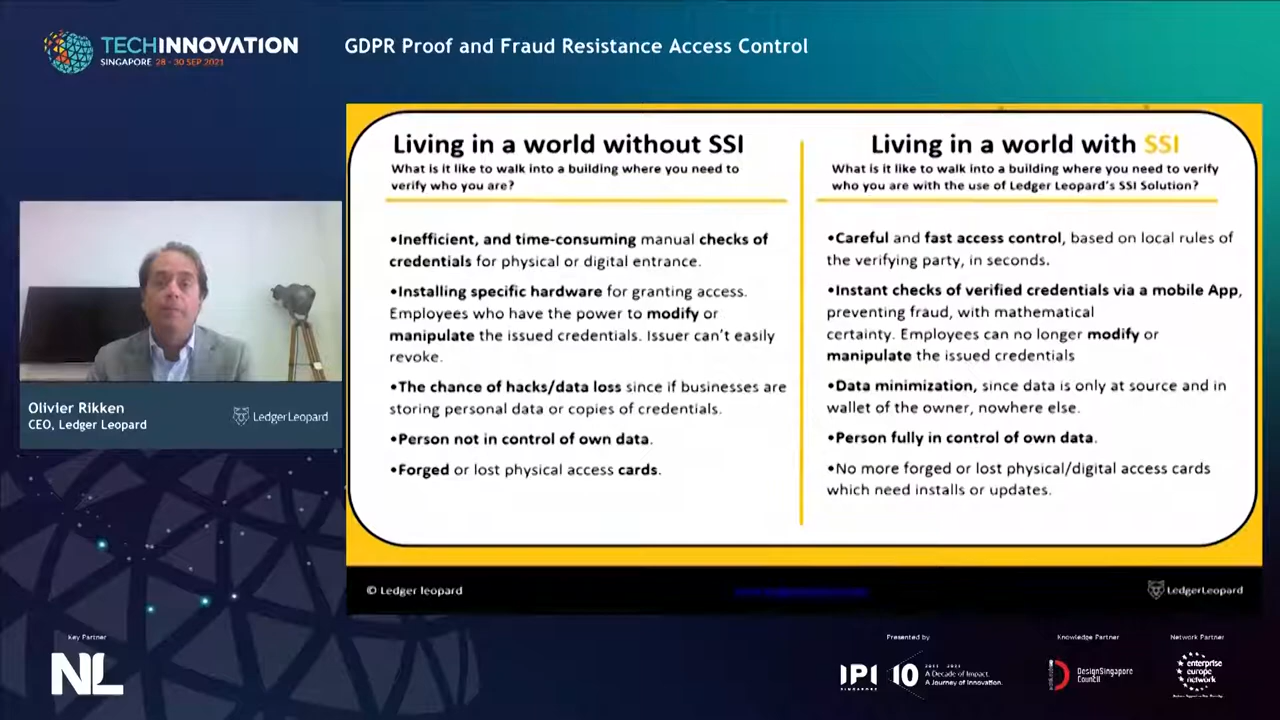 TECHINNOVATION
SINGAPORE 28 - 30 SEP 2021
GDPR Proof and Fraud Resistance Access Control
Living in a world without SSI
What is it like to walk into a building where you need to
verify who you are?
•Inefficient, and time-consuming manual checks of
credentials for physical or digital entrance.
•Installing specific hardware for granting access.
Employees who have the power to modify or
manipulate the issued credentials. Issuer can't easily
revoke.
•The chance of hacks/data loss since if businesses are
storing personal data or copies of credentials.
•Person not in control of own data.
•Forged or lost physical access cards.
Living in a world with SSI
What is it like to walk into a building where you need to verify
who you are with the use of Ledger Leopard's SSI Solution?
•Careful and fast access control, based on local rules of
the verifying party, in seconds.
•Instant checks of verified credentials via a mobile App,
preventing fraud, with mathematical
certainty. Employees can no longer modify or
manipulate the issued credentials
•Data minimization, since data is only at source and in
wallet of the owner, nowhere else.
•Person fully in control of own data.
•No more forged or lost physical/digital access cards
which need installs or updates.
Olivier Rikken
CEO, Ledger Leopard
LedgerLeopard
© Ledger leopard
LedgerLeopard
Key Partner
NL
Presented by
IPI
SINGAPORE
10
A Decade of Impact.
A Journey of Innovation.
Knowledge Partner
DesignSingapore
Council
Network Partner
enterprise
europe
network